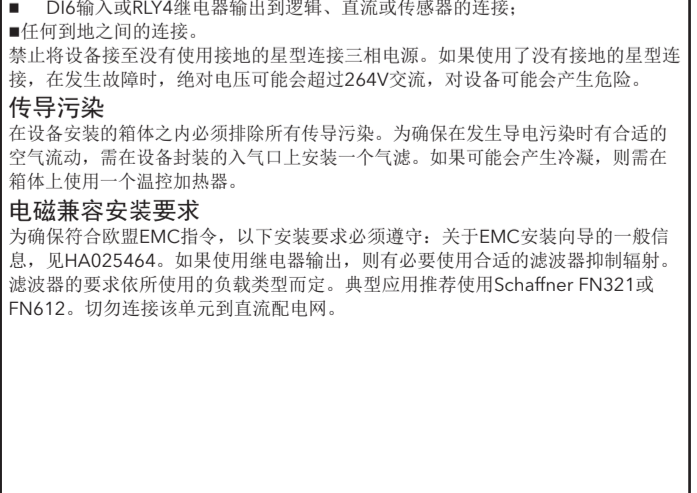 ■ DI6输入或RLY4继电器输出到逻辑、直流或传感器的连接；
■任何到地之间的连接。
禁止将设备接至没有使用接地的星型连接三相电源。如果使用了没有接地的星型连
接，在发生故障时，绝对电压可能会超过264V交流，对设备可能会产生危险。
传导污染
在设备安装的箱体之内必须排除所有传导污染。为确保在发生导电污染时有合适的
空气流动，需在设备封装的入气口上安装一个气滤。如果可能会产生冷凝，则需在
箱体上使用一个温控加热器。
电磁兼容安装要求
为确保符合欧盟EMC指令，以下安装要求必须遵守：关于EMC安装向导的一般信
息，见HA025464。如果使用继电器输出，则有必要使用合适的滤波器抑制辐射。
滤波器的要求依所使用的负载类型而定。典型应用推荐使用Schaffner FN321或
FN612。切勿连接该单元到直流配电网。